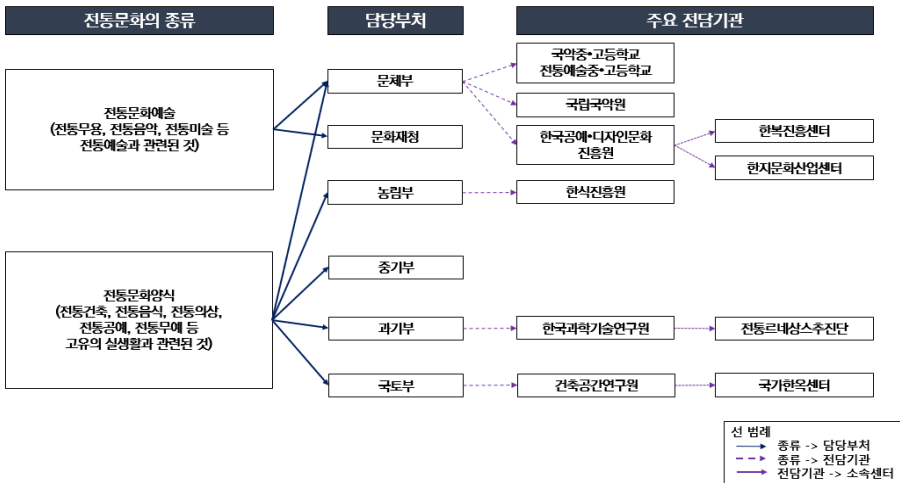 전통문화의 종류
담당부처
주요 전담기관
전통문화예술
(전통무용, 전통음악, 전통미술 등
전통예술과 관련된 것)
전통문화양식
(전통건축, 전통음식, 전통의상,
전통공예, 전통무예 등
고유의 실생활과 관련된 것)
문체부
문화재청
농림부
중기부
과기부
국토부
국악중•고등학교
전통예술중•고등학교
국립국악원
한국공예•디자인문화
진흥원
한식진흥원
한국과학기술연구원
건축공간연구원
한복진흥센터
한지문화산업센터
전통르네상스추진단
국가한옥센터
선 범례
종류 -> 담당부처
종류 -> 전담기관
전담기관 -> 소속센터